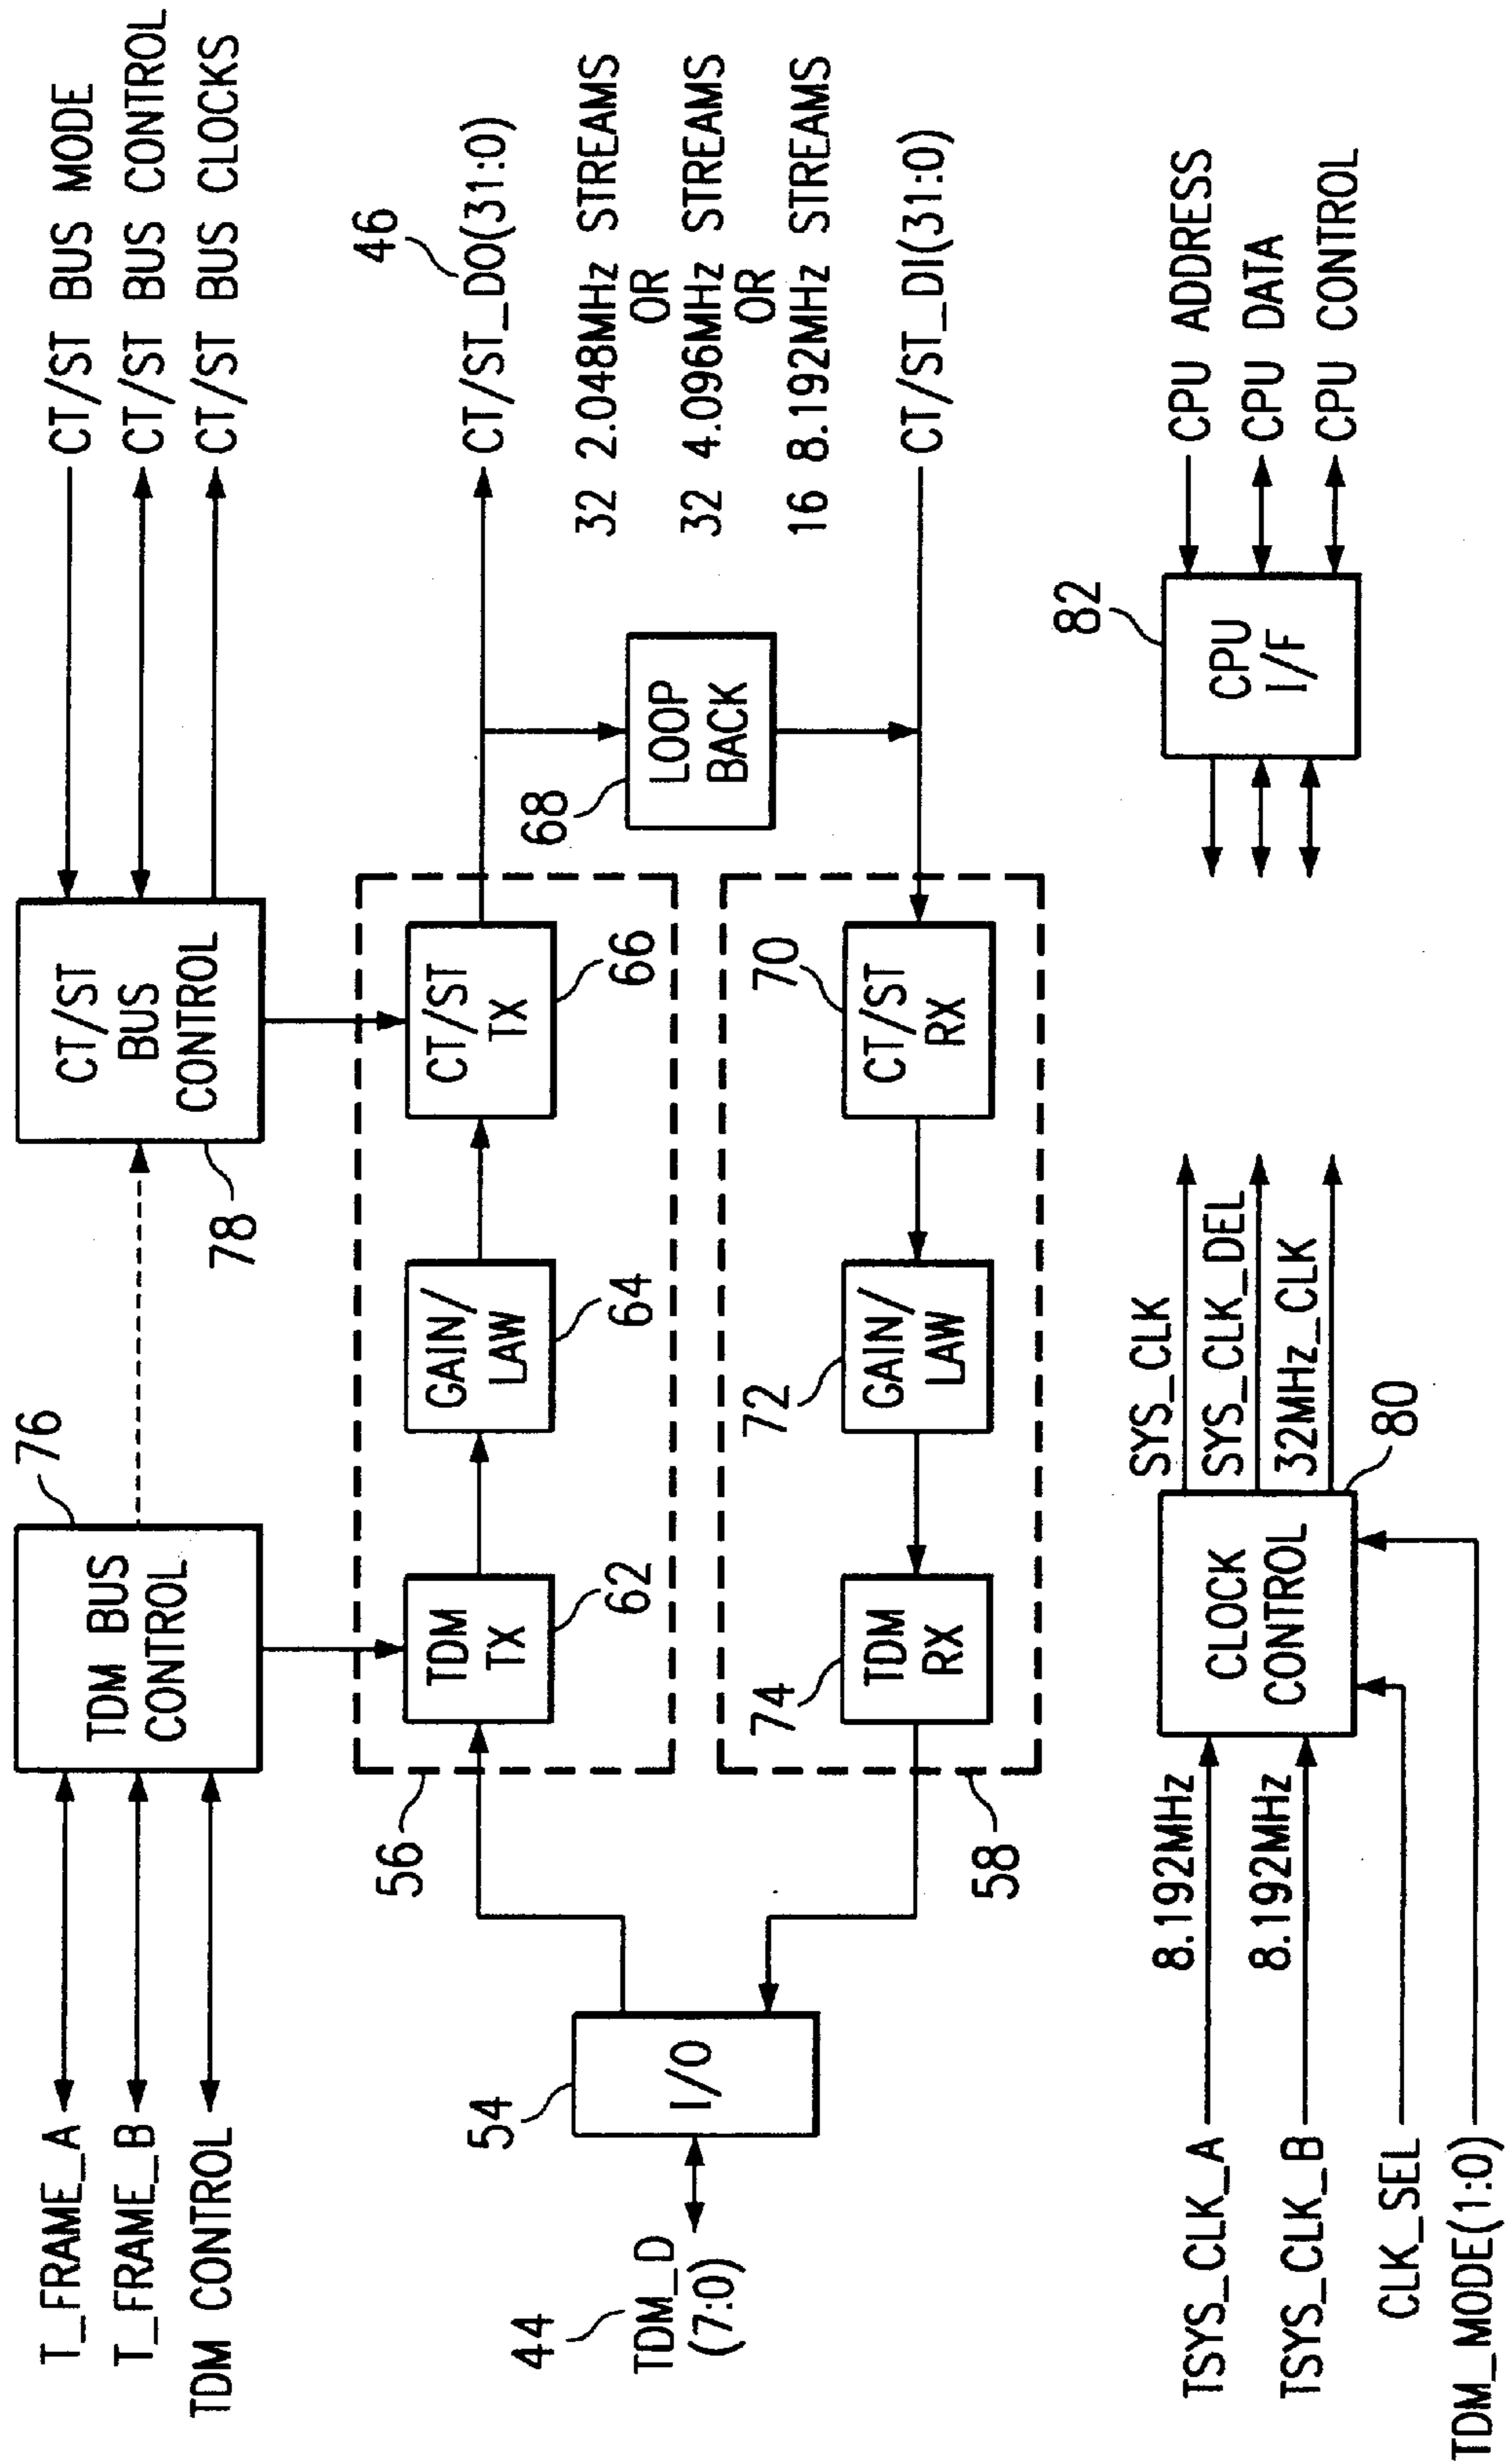 T_FRAME_A
T_FRAME_B
TDM CONTROL
76
TDM BUS
CONTROL
78
CT/ST
BUS
CONTROL
CT/ST BUS MODE
CT/ST BUS CONTROL
CT/ST BUS CLOCKS
44
TDM_D
(7:0)
54
I/O
56
TDM
TX
62
GAIN/
LAW
64
CT/ST
TX
66
46
CT/ST_DO(31:0)
32 2.048MHz STREAMS
OR
32 4.096MHz STREAMS
OR
16 8.192MHz STREAMS
68
LOOP
BACK
CT/ST_DI(31:0)
58
74
TDM
RX
72
GAIN/
LAW
70
CT/ST
RX
TSYS_CLK_A
8.192MHz
TSYS_CLK_B
8.192MHz
CLK_SEL
TDM_MODE(1:0)
CLOCK
CONTROL
80
SYS_CLK
SYS_CLK_DEL
32MHz_CLK
82
CPU
I/F
CPU ADDRESS
CPU DATA
CPU CONTROL